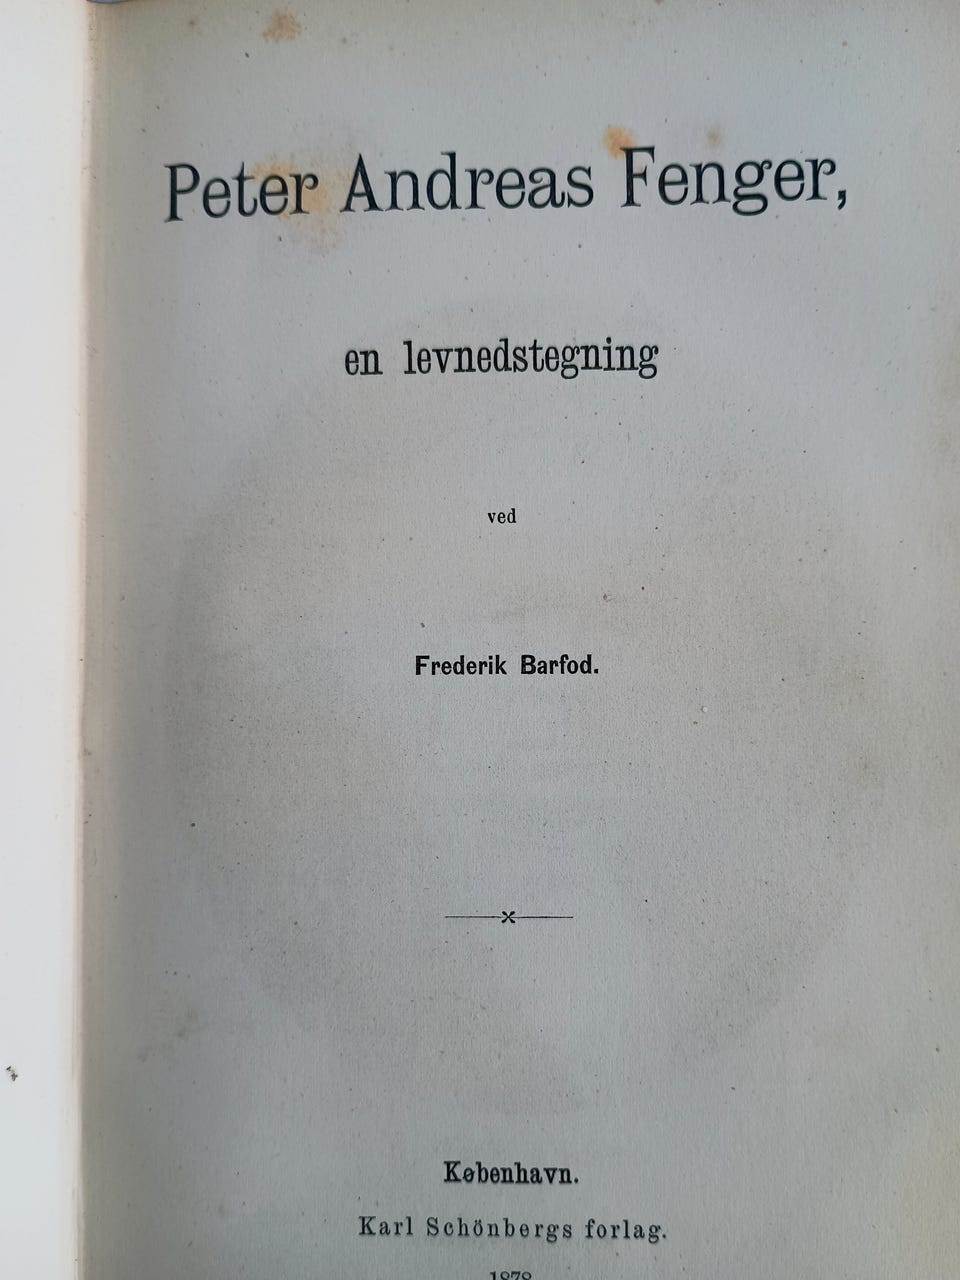 Peter Andreas Fenger,
en levnedstegning
ved
Frederik Barfod.
København.
Karl Schönbergs forlag.